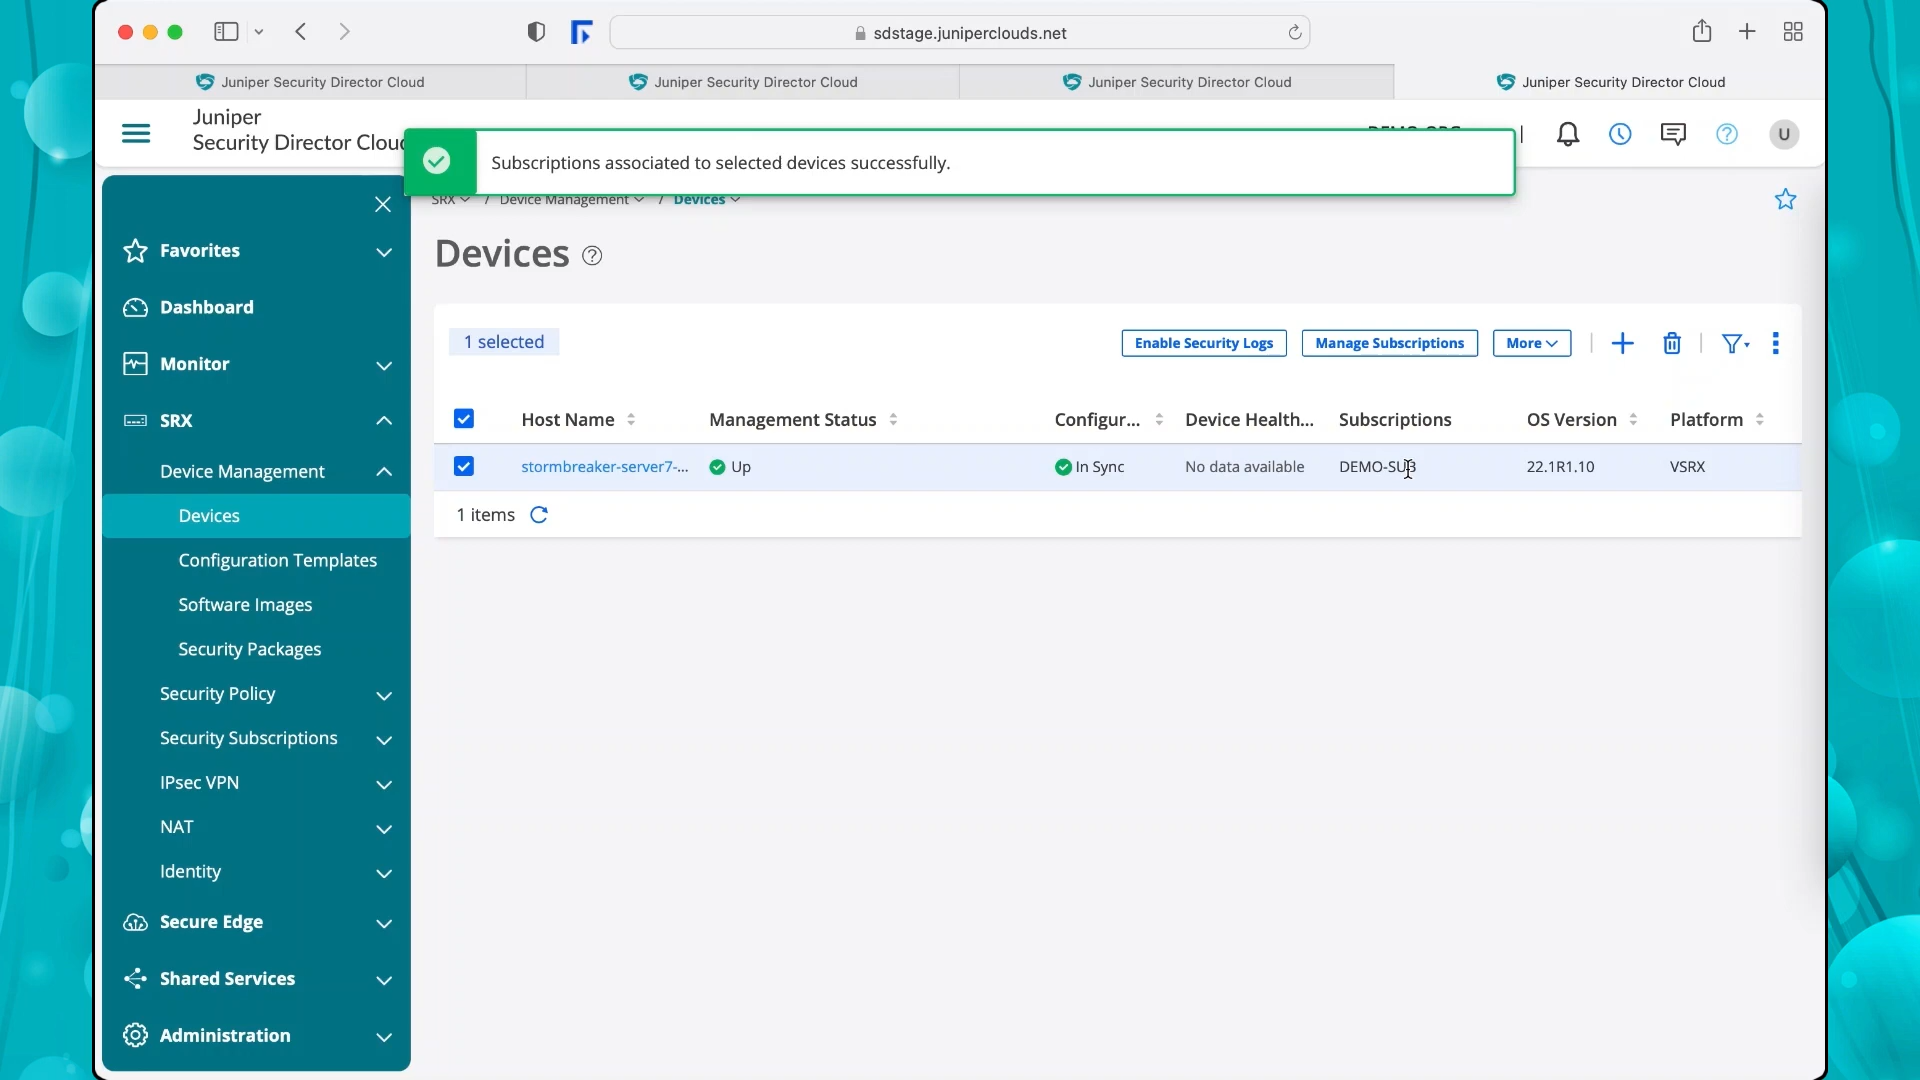 sdstage.juniperclouds.net
Juniper Security Director Cloud
Juniper Security Director Cloud
Juniper Security Director Cloud
Juniper Security Director Cloud
Juniper
Security Director Cloud
Subscriptions associated to selected devices successfully.
U
SRX / Device Management / Devices
Favorites
Dashboard
Monitor
SRX
Device Management
Devices
Configuration Templates
Software Images
Security Packages
Security Policy
Security Subscriptions
IPsec VPN
NAT
Identity
Secure Edge
Shared Services
Administration
Devices
1 selected
Enable Security Logs
Manage Subscriptions
More
Host Name Management Status Configur... Device Health... Subscriptions OS Version Platform
stormbreaker-server7-... Up In Sync No data available DEMO-SUB 22.1R1.10 VSRX
1 items